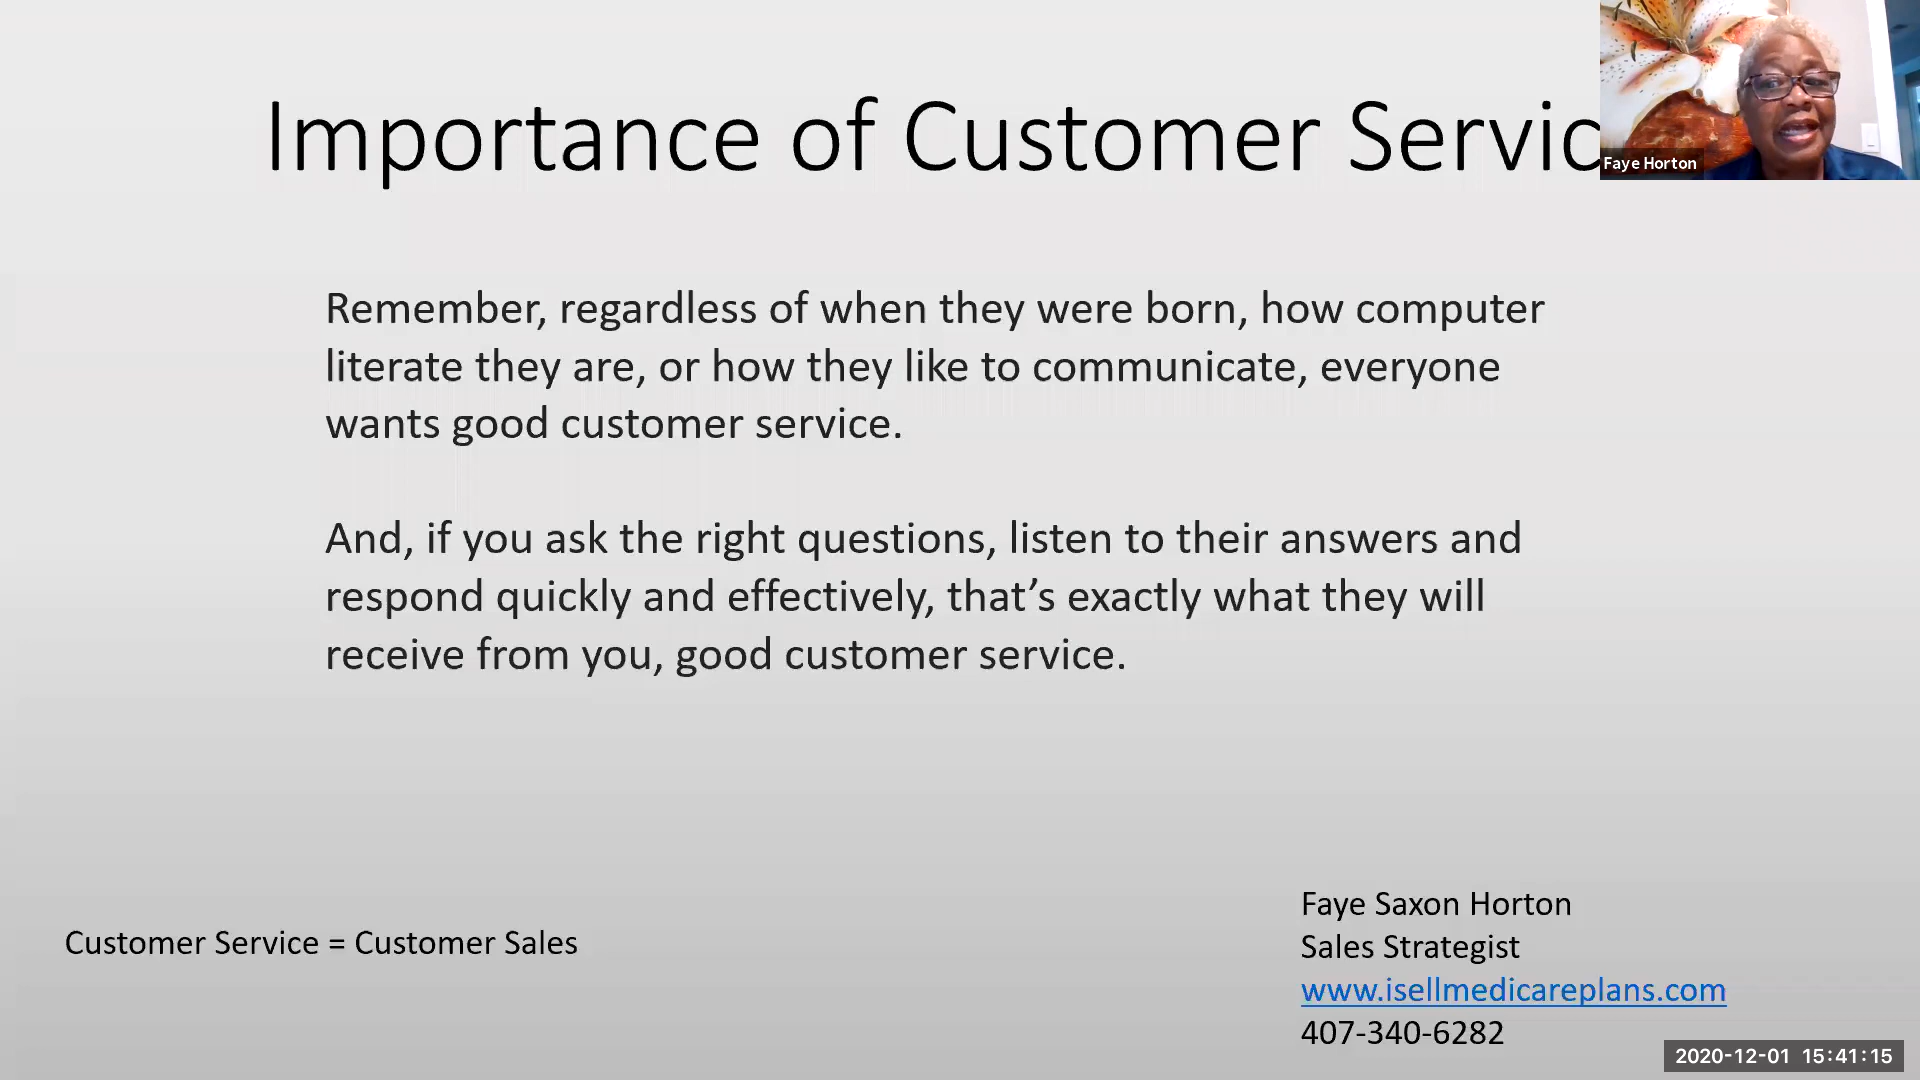 Importance of Customer Servic
Faye Horton
Remember, regardless of when they were born, how computer
literate they are, or how they like to communicate, everyone
wants good customer service.
And, if you ask the right questions, listen to their answers and
respond quickly and effectively, that’s exactly what they will
receive from you, good customer service.
Customer Service = Customer Sales
Faye Saxon Horton
Sales Strategist
www.isellmedicareplans.com
407-340-6282
2020-12-01 15:41:15